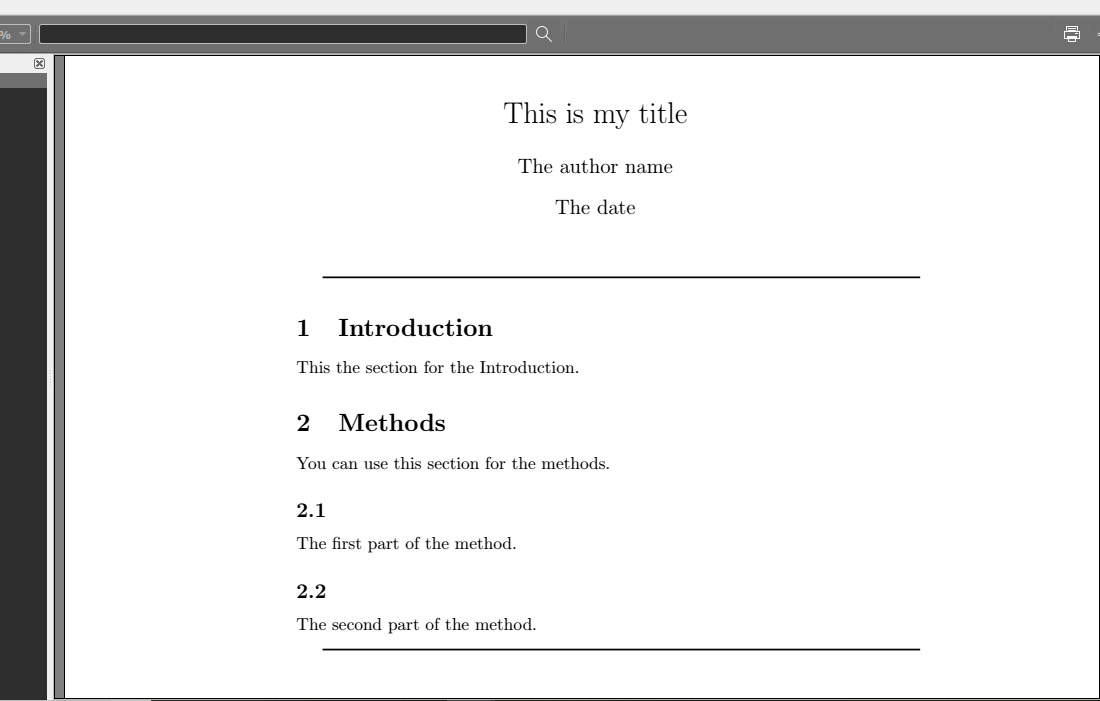 %
This is my title
The author name
The date
1 Introduction
This the section for the Introduction.
2 Methods
You can use this section for the methods.
2.1
The first part of the method.
2.2
The second part of the method.